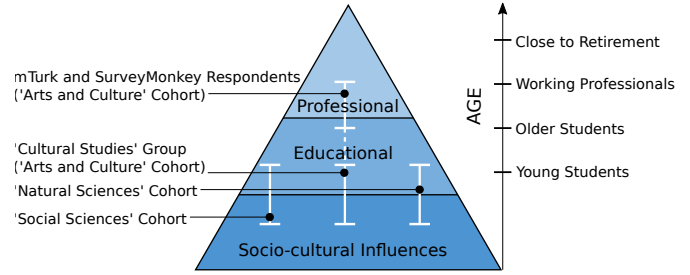 mTurk and SurveyMonkey Respondents
('Arts and Culture' Cohort)
'Cultural Studies' Group
('Arts and Culture' Cohort)
'Natural Sciences' Cohort
'Social Sciences' Cohort
Professional
Educational
Socio-cultural Influences
AGE
Close to Retirement
Working Professionals
Older Students
Young Students